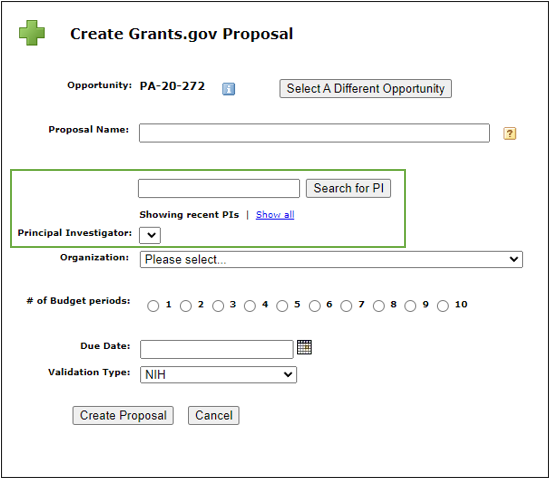 Create Grants.gov Proposal
Opportunity: PA-20-272 i Select A Different Opportunity
Proposal Name: ?
Search for PI
Showing recent PIs | Show all
Principal Investigator:
Organization: Please select...
# of Budget periods: 1 2 3 4 5 6 7 8 9 10
Due Date:
Validation Type: NIH
Create Proposal Cancel